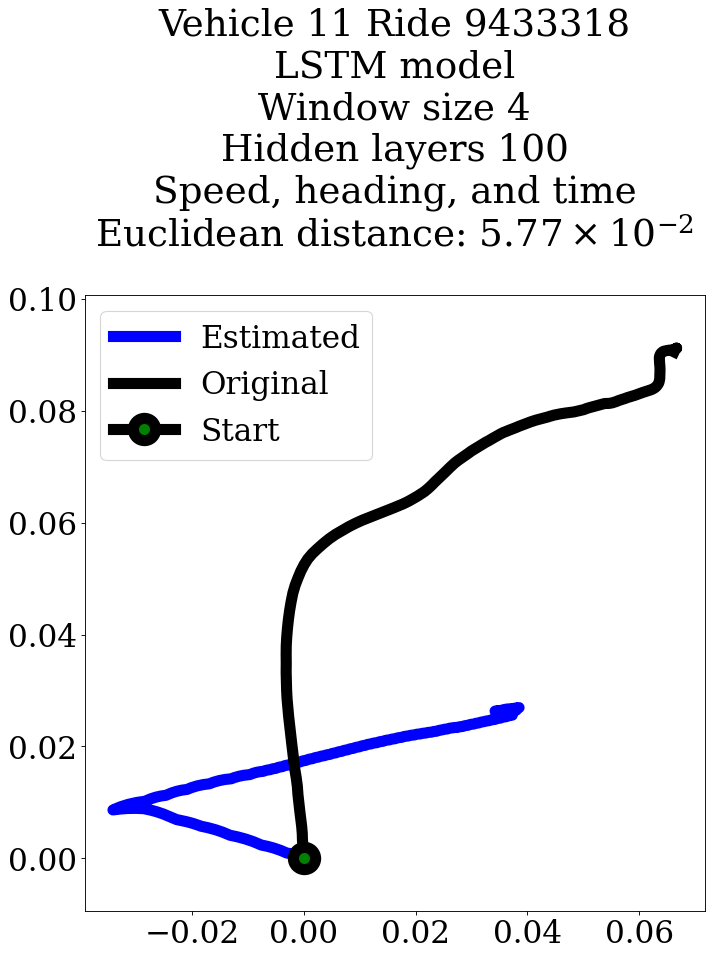 Vehicle 11 Ride 9433318
LSTM model
Window size 4
Hidden layers 100
Speed, heading, and time
Euclidean distance: 5.77 × 10⁻²
0.10
0.08
0.06
0.04
0.02
0.00
Estimated
Original
Start
−0.02 0.00 0.02 0.04 0.06